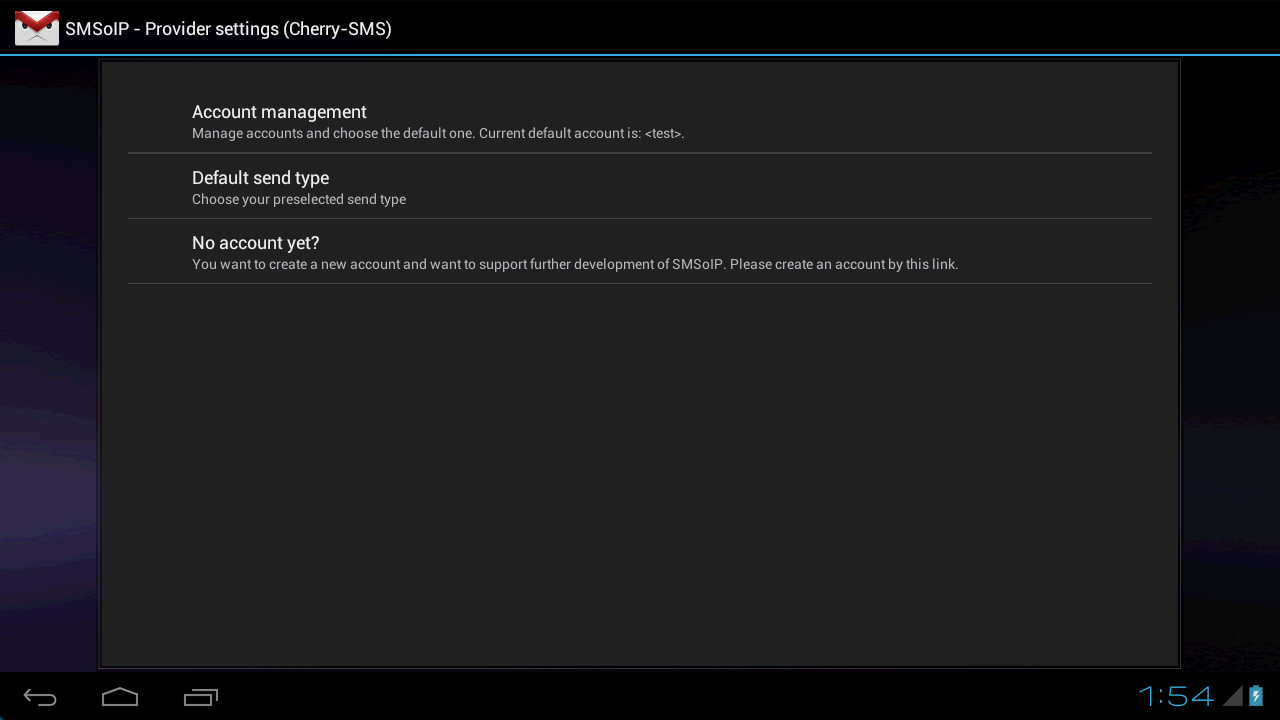 SMSoIP - Provider settings (Cherry-SMS)
Account management
Manage accounts and choose the default one. Current default account is: <test>.
Default send type
Choose your preselected send type
No account yet?
You want to create a new account and want to support further development of SMSoIP. Please create an account by this link.
1:54